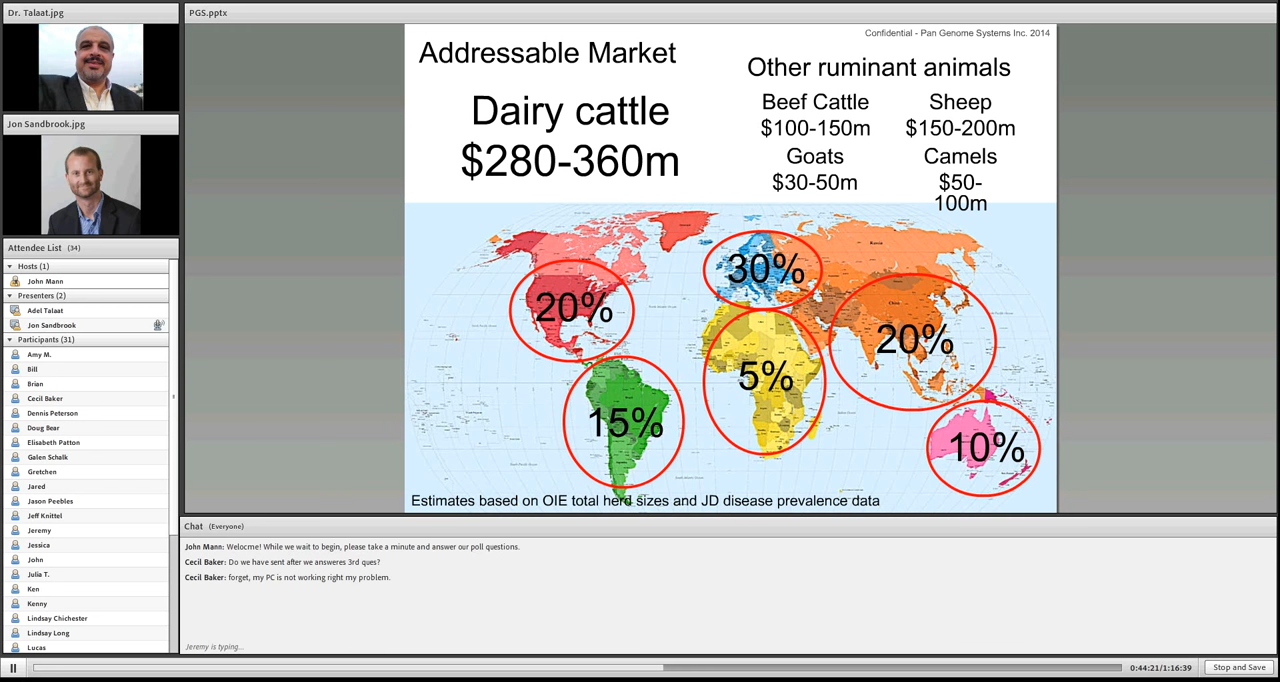 Dr. Talaat.jpg
Jon Sandbrook.jpg
Attendee List (34)
Hosts (1)
John Mann
Presenters (2)
Adel Talaat
Jon Sandbrook
Participants (31)
Amy M.
Bill
Brian
Cecil Baker
Dennis Peterson
Doug Bear
Elisabeth Patton
Galen Schalk
Gretchen
Jared
Jason Peebles
Jeff Knittel
Jeremy
Jessica
John
Julia T.
Ken
Kenny
Lindsay Chichester
Lindsay Long
Lucas
PGS.pptx
Confidential - Pan Genome Systems Inc. 2014
Addressable Market
Dairy cattle
$280-360m
Other ruminant animals
Beef Cattle
$100-150m
Sheep
$150-200m
Goats
$30-50m
Camels
$50-
100m
30%
20%
20%
5%
15%
10%
Russia
China
Estimates based on OIE total herd sizes and JD disease prevalence data
Chat (Everyone)
John Mann: Welocme! While we wait to begin, please take a minute and answer our poll questions.
Cecil Baker: Do we have sent after we answeres 3rd ques?
Cecil Baker: forget, my PC is not working right my problem.
Jeremy is typing...
0:44:21/1:16:39
Stop and Save